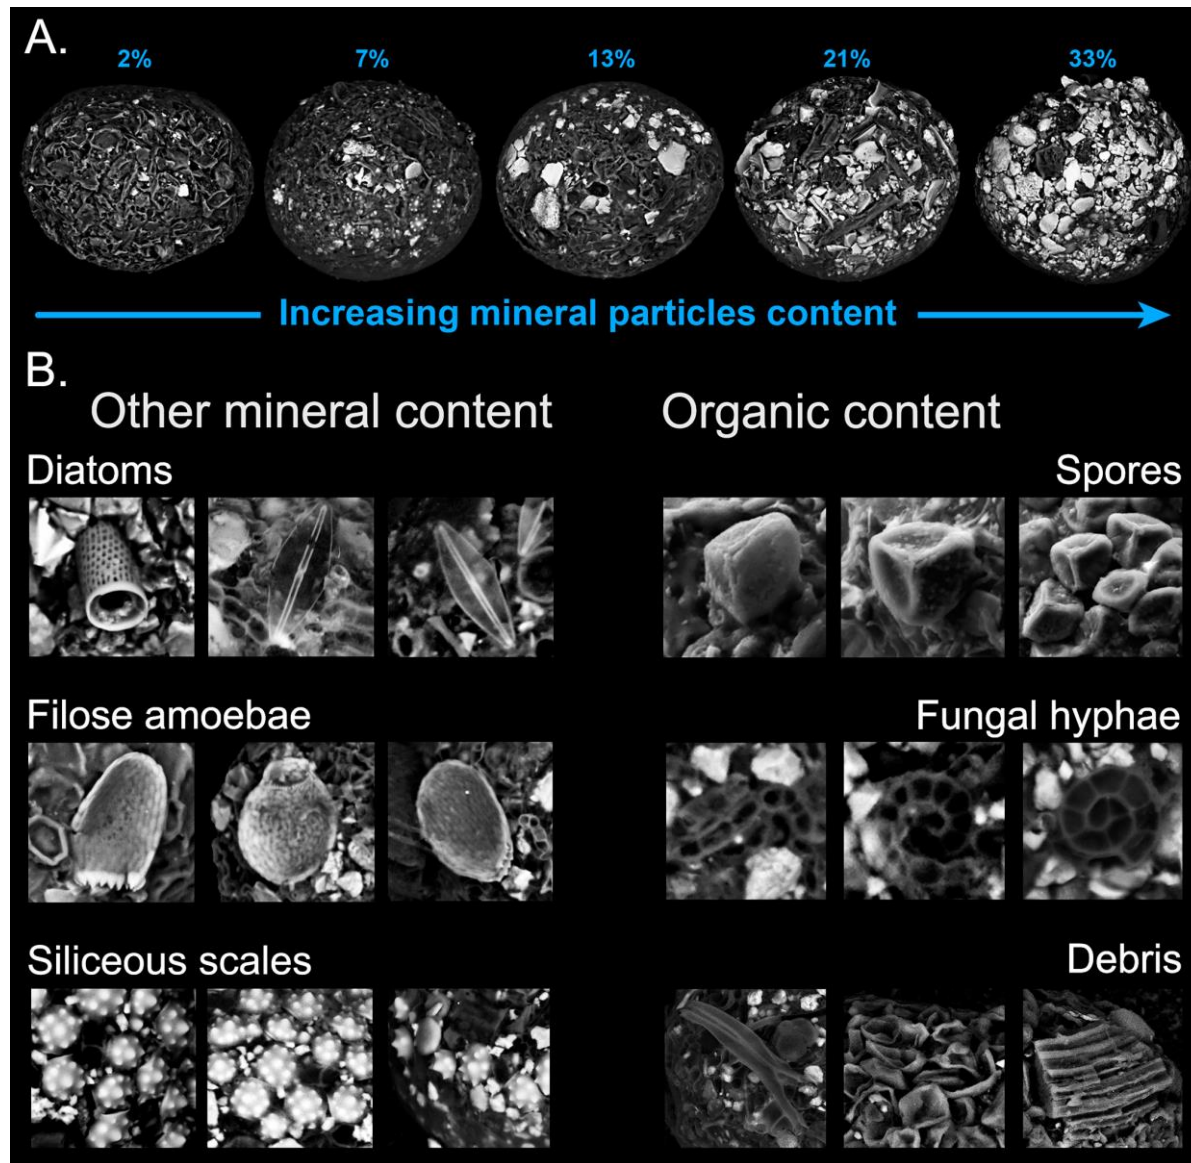 A.
2%
7%
13%
21%
33%
Increasing mineral particles content
B.
Other mineral content
Organic content
Diatoms
Spores
Filose amoebae
Fungal hyphae
Siliceous scales
Debris